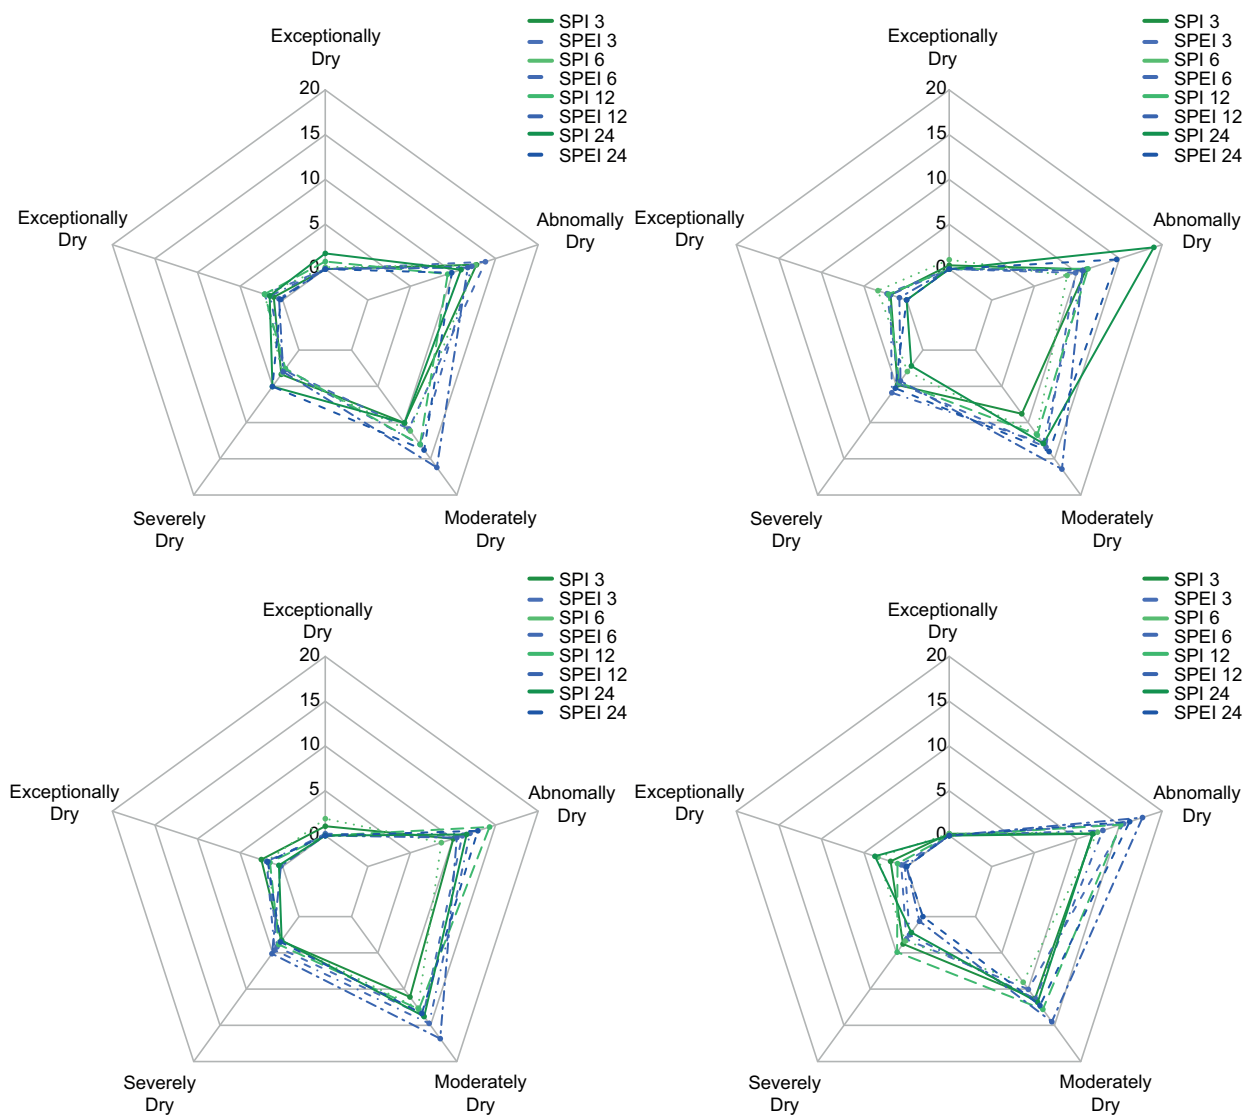 Exceptionally
Dry
20
15
10
5
0
Exceptionally
Dry
Abnomally
Dry
Severely
Dry
Moderately
Dry
SPI 3
SPEI 3
SPI 6
SPEI 6
SPI 12
SPEI 12
SPI 24
SPEI 24
Exceptionally
Dry
20
15
10
5
0
Exceptionally
Dry
Abnomally
Dry
Severely
Dry
Moderately
Dry
SPI 3
SPEI 3
SPI 6
SPEI 6
SPI 12
SPEI 12
SPI 24
SPEI 24
Exceptionally
Dry
20
15
10
5
0
Exceptionally
Dry
Abnomally
Dry
Severely
Dry
Moderately
Dry
SPI 3
SPEI 3
SPI 6
SPEI 6
SPI 12
SPEI 12
SPI 24
SPEI 24
Exceptionally
Dry
20
15
10
5
0
Exceptionally
Dry
Abnomally
Dry
Severely
Dry
Moderately
Dry
SPI 3
SPEI 3
SPI 6
SPEI 6
SPI 12
SPEI 12
SPI 24
SPEI 24